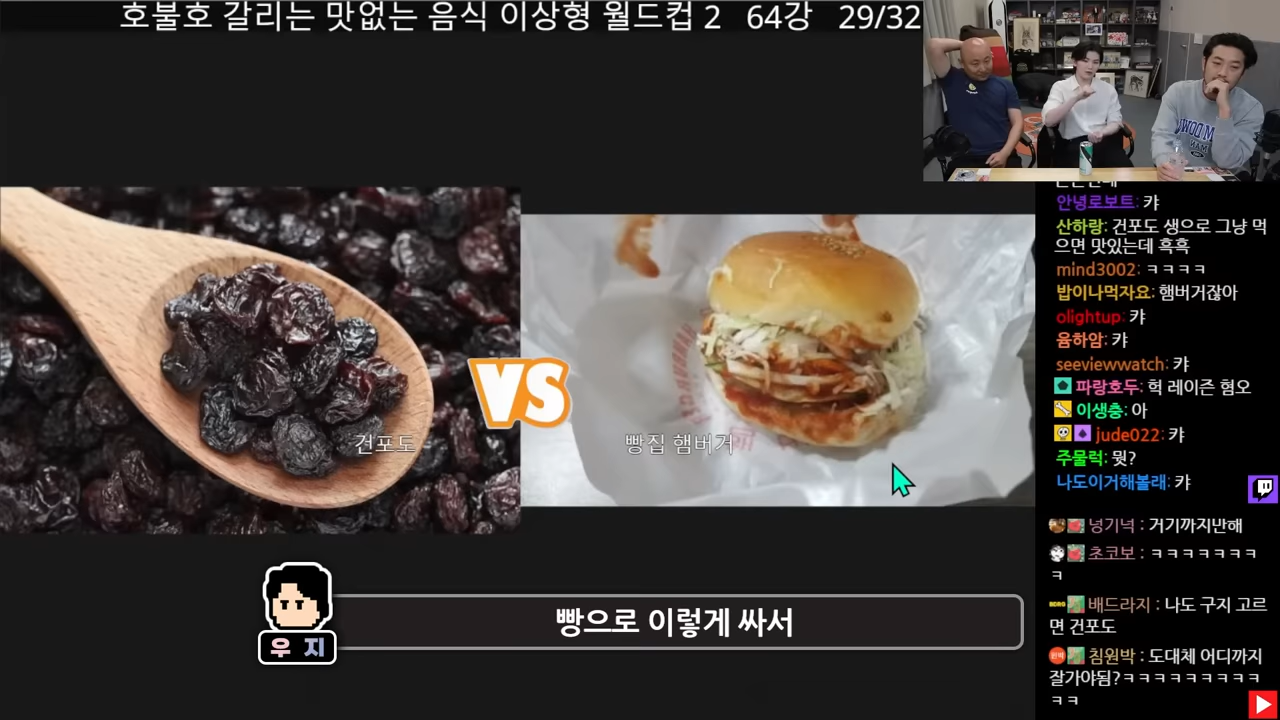 호불호 갈리는 맛없는 음식 이상형 월드컵 2 64강 29/32
안녕로보트: 캬
산하랑: 건포도 생으로 그냥 먹
으면 맛있는데 흑흑
mind3002: ㅋㅋㅋㅋ
밥이나먹자요: 햄버거잖아
olightup: 캬
윰하암: 캬
seeviewwatch: 캬
파랑호두: 헉 레이즌 혐오
이생충: 아
jude022: 캬
주물럭: 뭣?
나도이거해볼래: 캬
VS
건포도
빵집 햄버거
넝기넉 : 거기까지만해
초코보 : ㅋㅋㅋㅋㅋㅋㅋ
ㅋ
배드라지 : 나도 구지 고르
면 건포도
침원박 : 도대체 어디까지
잘가야됨?ㅋㅋㅋㅋㅋㅋㅋㅋㅋ
ㅋㅋ
빵으로 이렇게 싸서
우 지